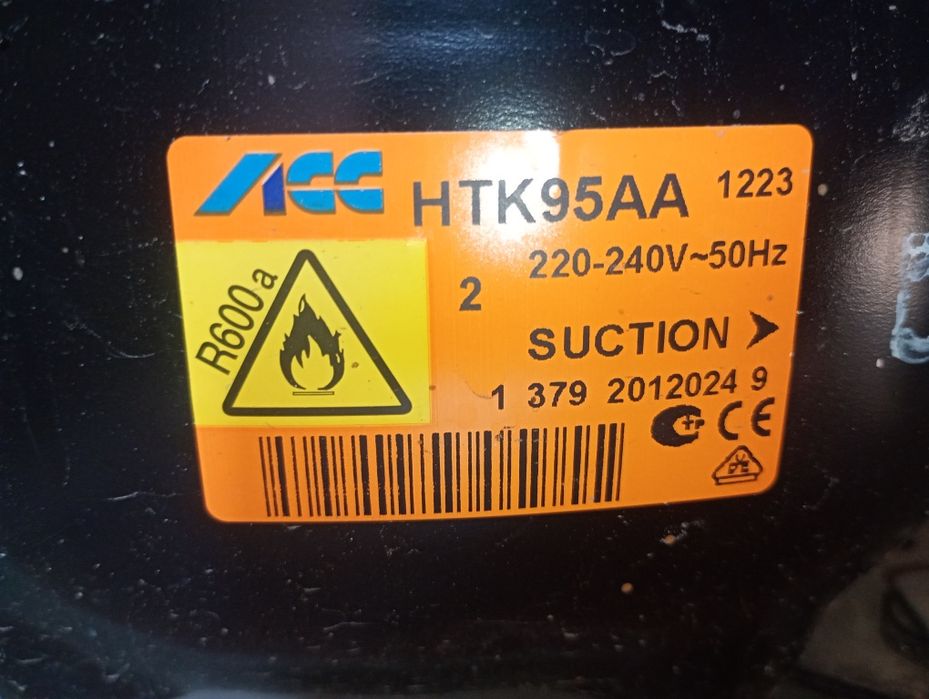 ACC HTK95AA 1223
220-240V~50Hz
R600a
2
SUCTION
1 379 2012024 9
CE